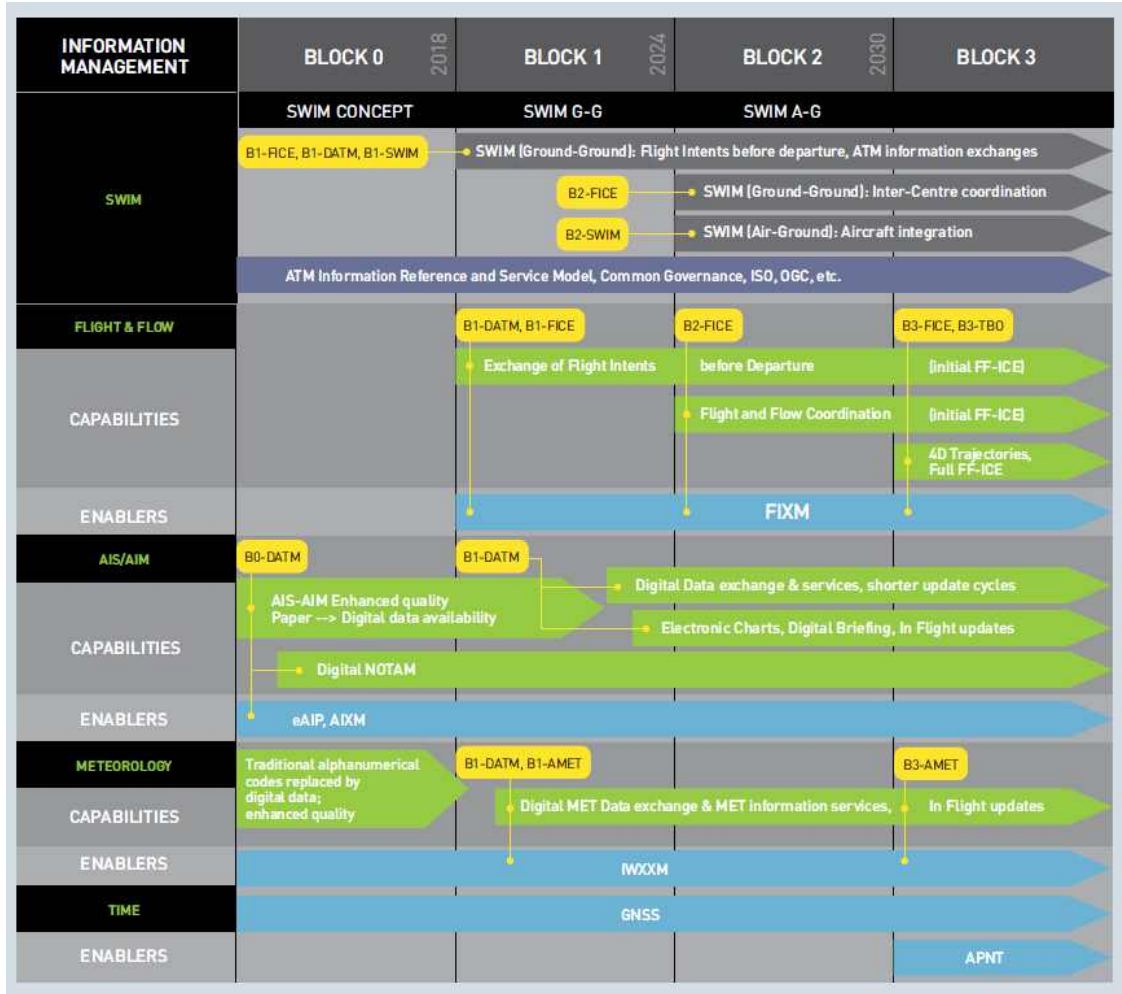 INFORMATION
MANAGEMENT
BLOCK 0
2018
BLOCK 1
2024
BLOCK 2
2030
BLOCK 3
SWIM CONCEPT
SWIM G-G
SWIM A-G
SWIM
B1-FICE, B1-DATM, B1-SWIM
SWIM (Ground-Ground): Flight Intents before departure, ATM information exchanges
B2-FICE
SWIM (Ground-Ground): Inter-Centre coordination
B2-SWIM
SWIM (Air-Ground): Aircraft integration
ATM Information Reference and Service Model, Common Governance, ISO, OGC, etc.
FLIGHT & FLOW
B1-DATM, B1-FICE
B2-FICE
B3-FICE, B3-TBO
CAPABILITIES
Exchange of Flight Intents
before Departure
(initial FF-ICE)
Flight and Flow Coordination
(initial FF-ICE)
4D Trajectories,
Full FF-ICE
ENABLERS
FIXM
AIS/AIM
B0-DATM
B1-DATM
CAPABILITIES
AIS-AIM Enhanced quality
Paper --> Digital data availability
Digital Data exchange & services, shorter update cycles
Electronic Charts, Digital Briefing, In Flight updates
Digital NOTAM
ENABLERS
eAIP, AIXM
METEOROLOGY
Traditional alphanumerical
codes replaced by
digital data;
enhanced quality
B1-DATM, B1-AMET
B3-AMET
CAPABILITIES
Digital MET Data exchange & MET information services,
In Flight updates
ENABLERS
IWXXM
TIME
GNSS
ENABLERS
APNT